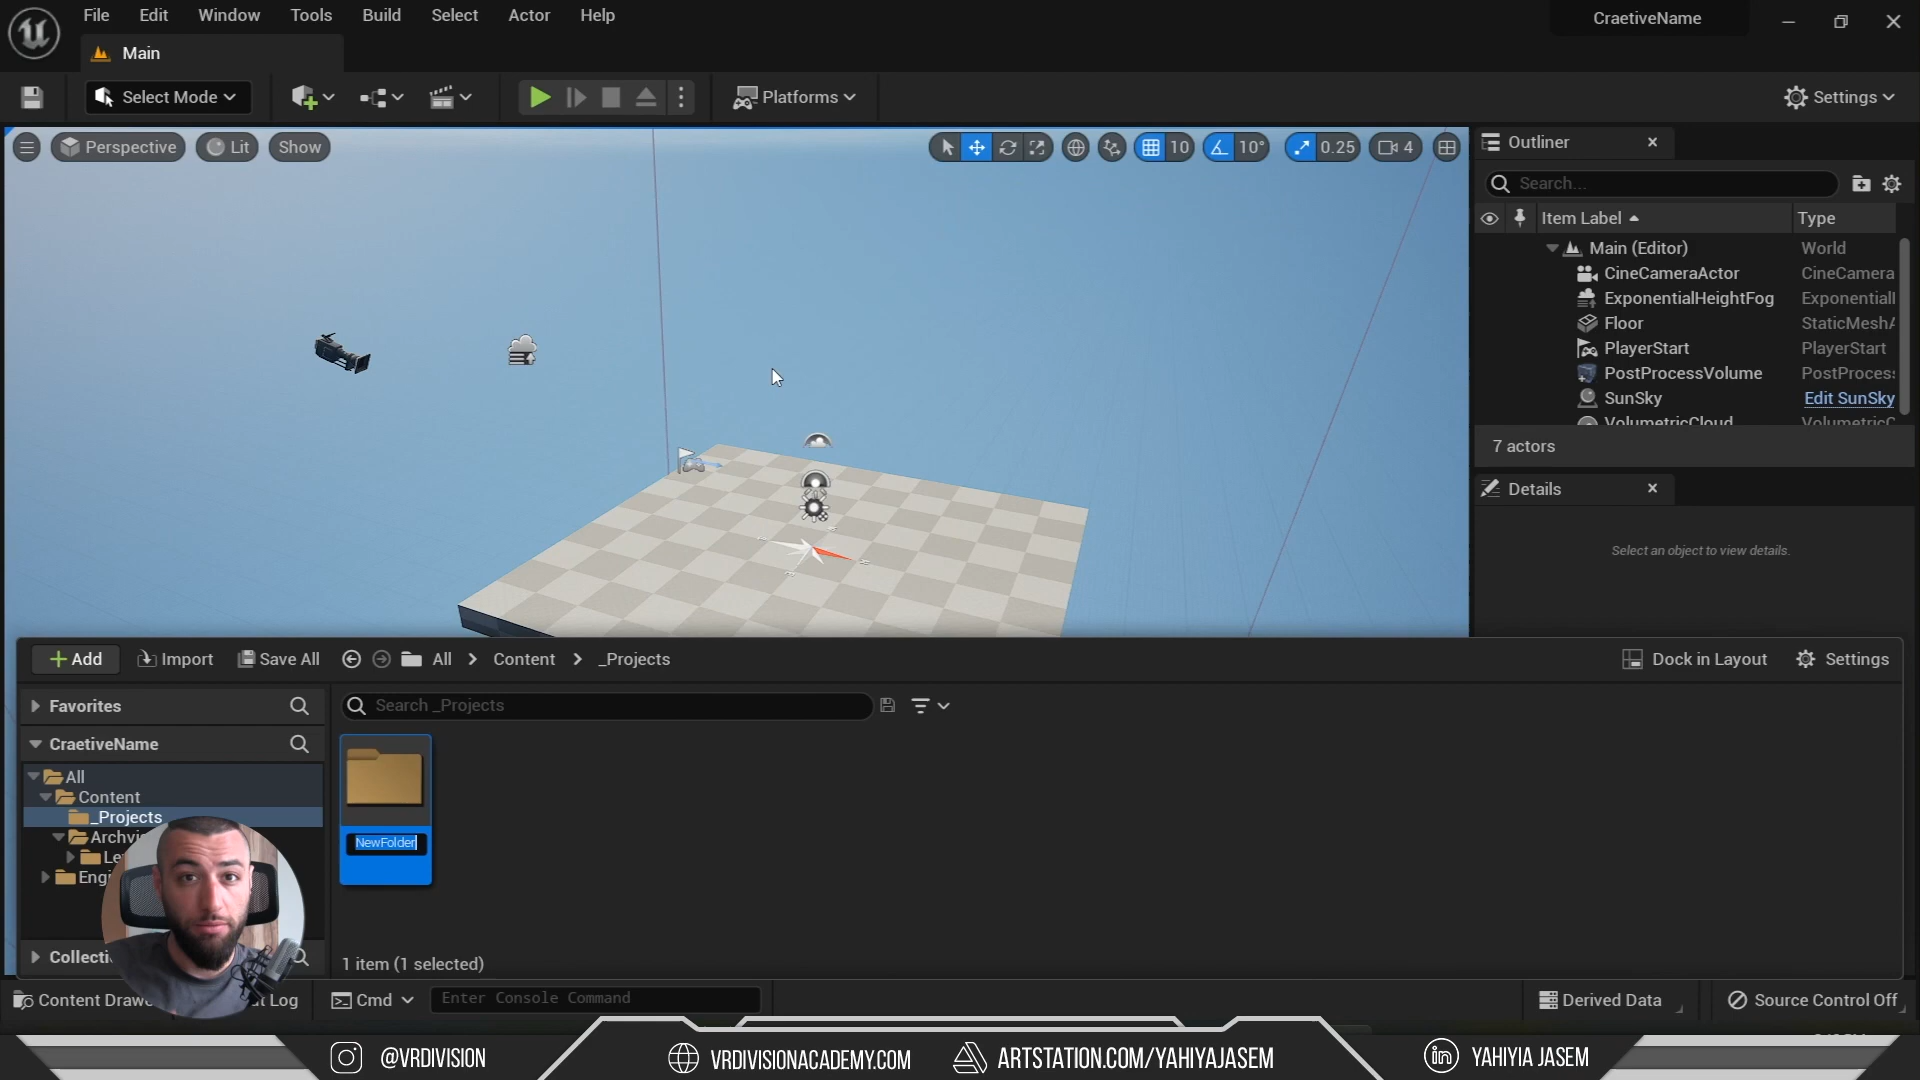 File Edit Window Tools Build Select Actor Help
CraetiveName
Main
Select Mode
Platforms
Settings
Perspective
Lit
Show
10
10°
0.25
4
Outliner
Search...
Item Label
Type
Main (Editor) World
CineCameraActor CineCamera
ExponentialHeightFog Exponential
Floor StaticMesh
PlayerStart PlayerStart
PostProcessVolume PostProcess
SunSky Edit SunSky
VolumetricCloud Volumetric
7 actors
Details
Select an object to view details.
Add
Import
Save All
All
Content
_Projects
Dock in Layout
Settings
Favorites
Search _Projects
CraetiveName
All
Content
_Projects
Archvi
Le
Engi
NewFolder
Collecti
1 item (1 selected)
Content Draw
t Log
Cmd
Enter Console Command
Derived Data
Source Control Off
@VRDIVISION
VRDIVISIONACADEMY.COM
ARTSTATION.COM/YAHIYAJASEM
in
YAHIYIA JASEM